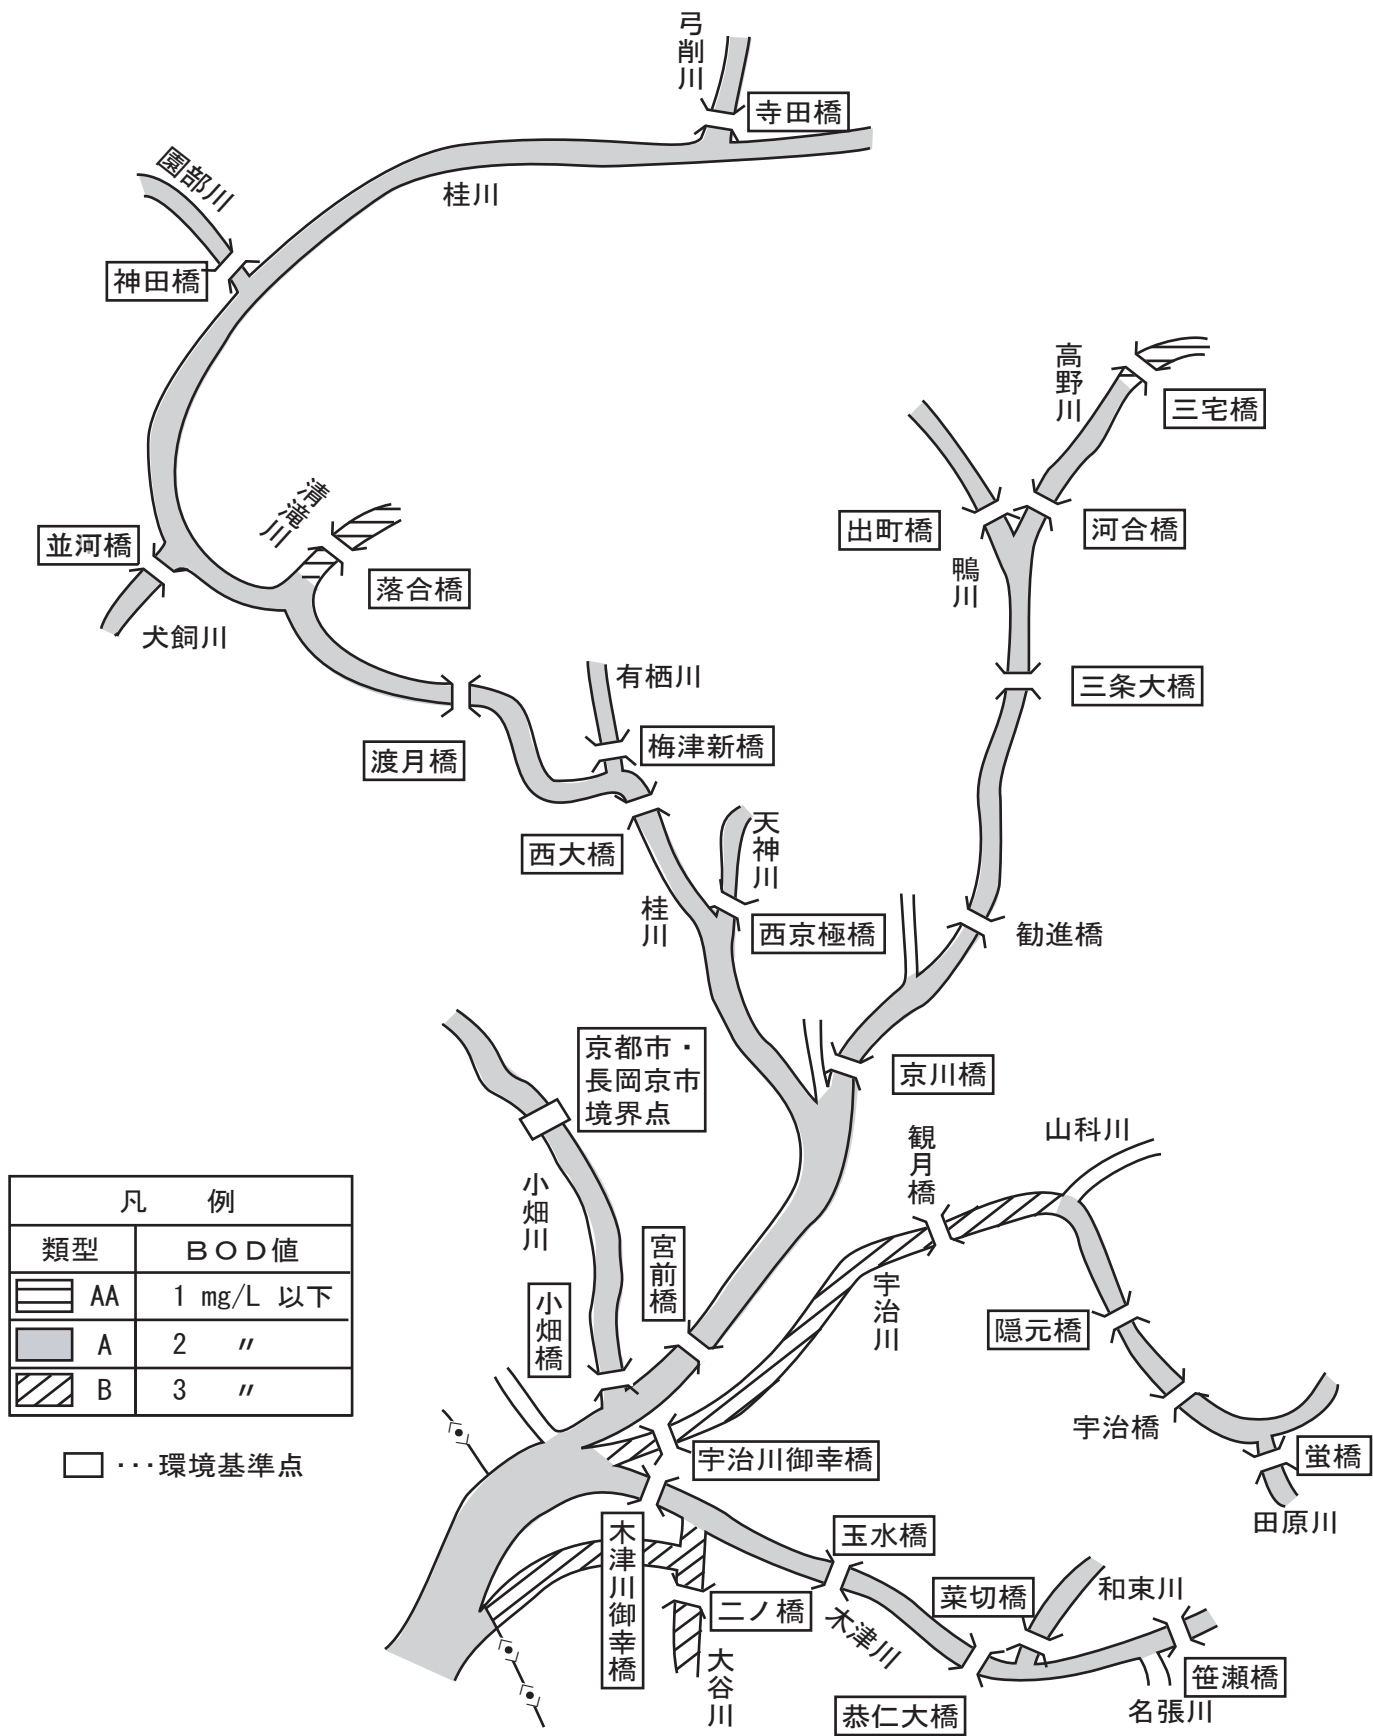 弓削川
寺田橋
園部川
桂川
神田橋
高野川
三宅橋
清滝川
並河橋
落合橋
出町橋
河合橋
鴨川
犬飼川
有栖川
三条大橋
渡月橋
梅津新橋
天神川
西大橋
桂川
西京極橋
勧進橋
京都市・
長岡京市
境界点
京川橋
観月橋
山科川
小畑川
宮前橋
宇治川
小畑橋
隠元橋
凡 例
類型 BOD値
AA 1 mg/L 以下
A 2 〃
B 3 〃
宇治橋
…環境基準点
宇治川御幸橋
蛍橋
田原川
木津川御幸橋
玉水橋
菜切橋
和束川
二ノ橋
木津川
大谷川
笹瀬橋
恭仁大橋
名張川